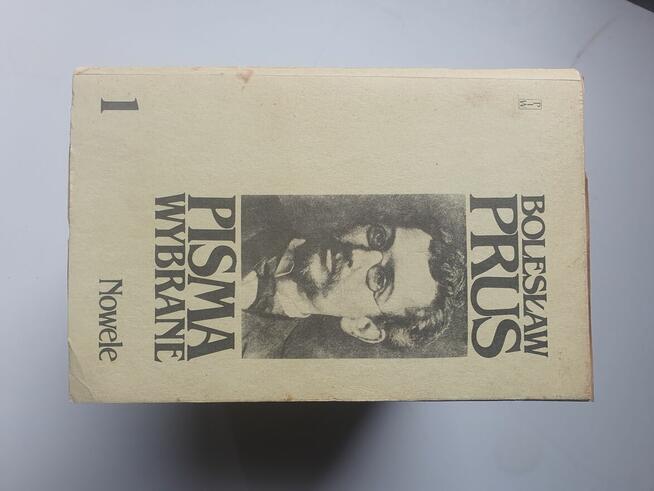 BOLESŁAW
PRUS
PISMA
WYBRANE
1
Nowele